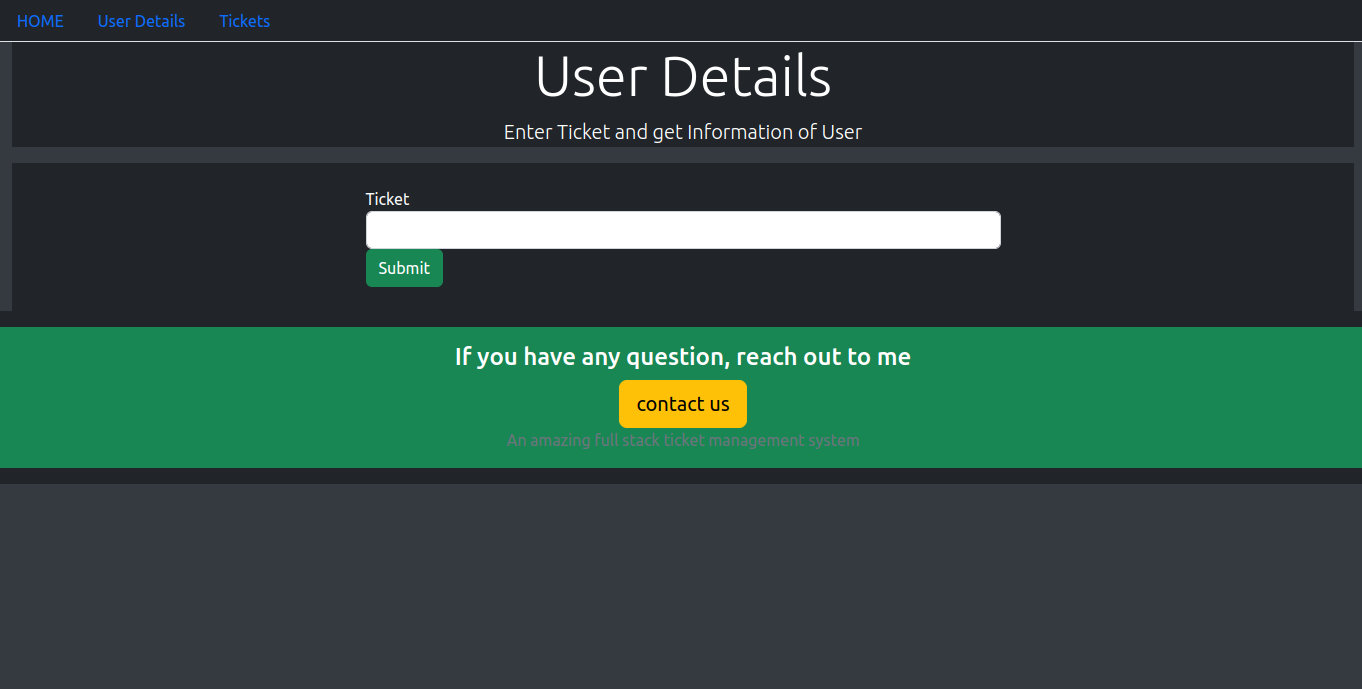 HOME User Details Tickets
User Details
Enter Ticket and get Information of User
Ticket
Submit
If you have any question, reach out to me
contact us
An amazing full stack ticket management system